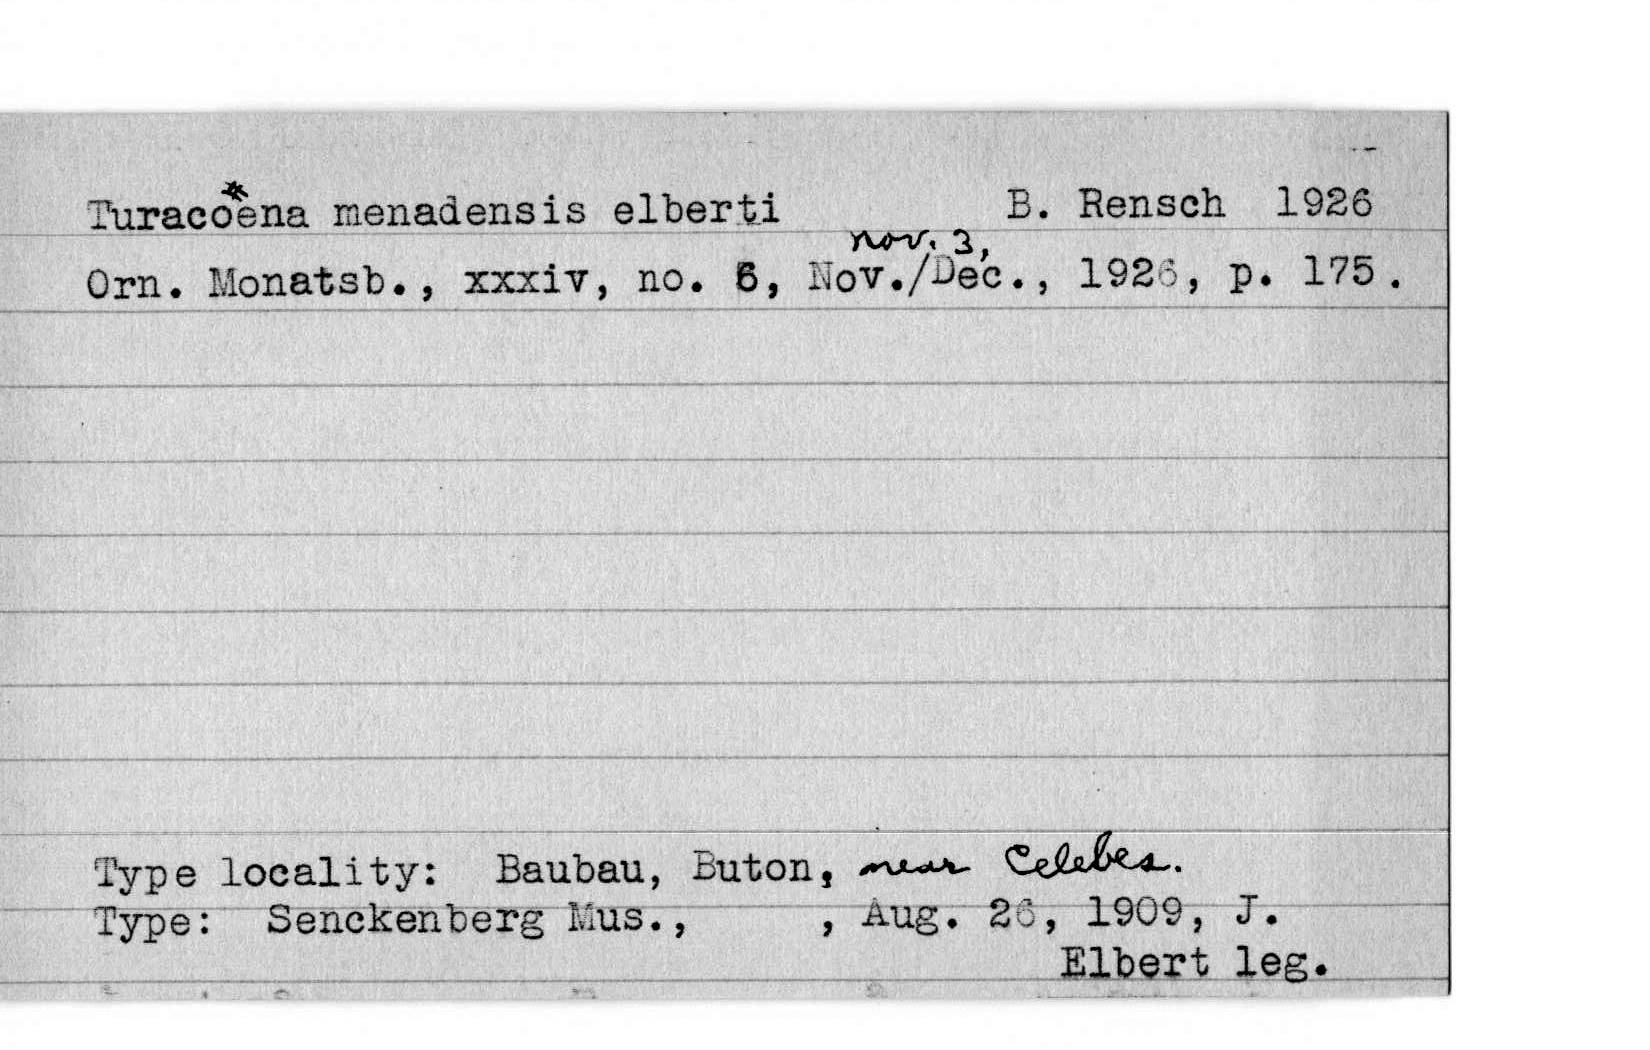 Turacoena menadensis elberti B. Rensch 1926
nov. 3,
Orn. Monatsb., xxxiv, no. 6, Nov./Dec., 1926, p. 175.
Type locality: Baubau, Buton, near Celebes.
Type: Senckenberg Mus., , Aug. 26, 1909, J.
Elbert leg.